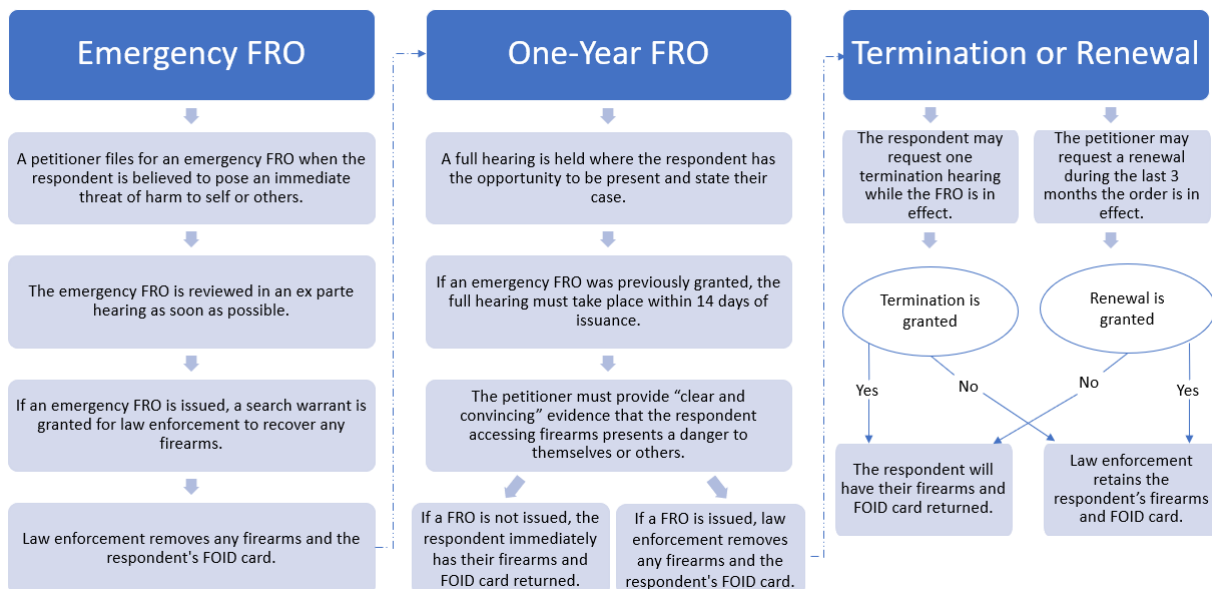 Emergency FRO
A petitioner files for an emergency FRO when the
respondent is believed to pose an immediate
threat of harm to self or others.
The emergency FRO is reviewed in an ex parte
hearing as soon as possible.
If an emergency FRO is issued, a search warrant is
granted for law enforcement to recover any
firearms.
Law enforcement removes any firearms and the
respondent's FOID card.
One-Year FRO
A full hearing is held where the respondent has
the opportunity to be present and state their
case.
If an emergency FRO was previously granted, the
full hearing must take place within 14 days of
issuance.
The petitioner must provide “clear and
convincing” evidence that the respondent
accessing firearms presents a danger to
themselves or others.
If a FRO is not issued, the
respondent immediately
has their firearms and
FOID card returned.
If a FRO is issued, law
enforcement removes
any firearms and the
respondent's FOID card.
Termination or Renewal
The respondent may
request one
termination hearing
while the FRO is in
effect.
The petitioner may
request a renewal
during the last 3
months the order is in
effect.
Termination is
granted
Renewal is
granted
Yes
No
No
Yes
The respondent will
have their firearms and
FOID card returned.
Law enforcement
retains the
respondent’s firearms
and FOID card.